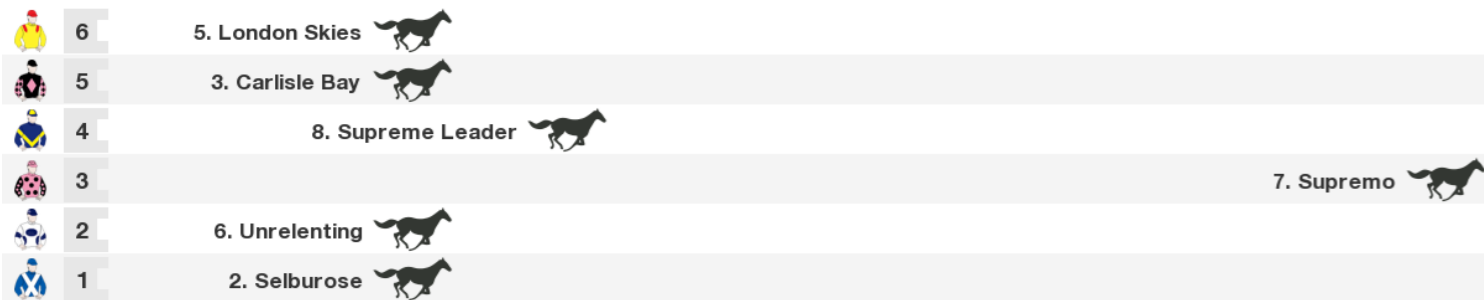 6 5. London Skies
5 3. Carlisle Bay
4 8. Supreme Leader
3 7. Supremo
2 6. Unrelenting
1 2. Selburose